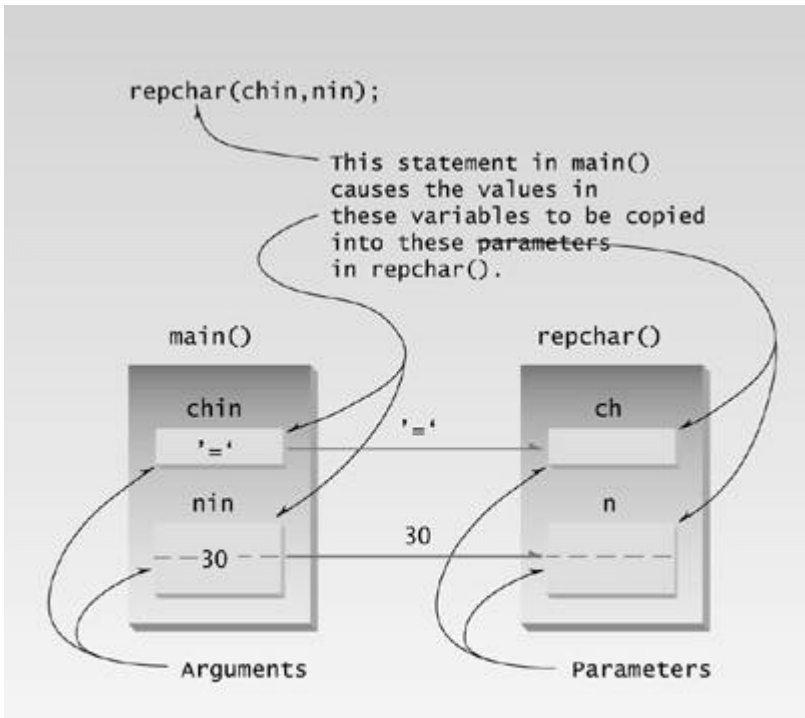 repchar(chin,nin);
This statement in main()
causes the values in
these variables to be copied
into these parameters
in repchar().
main()
repchar()
chin
ch
’=‘
’=‘
nin
n
30
30
Arguments
Parameters